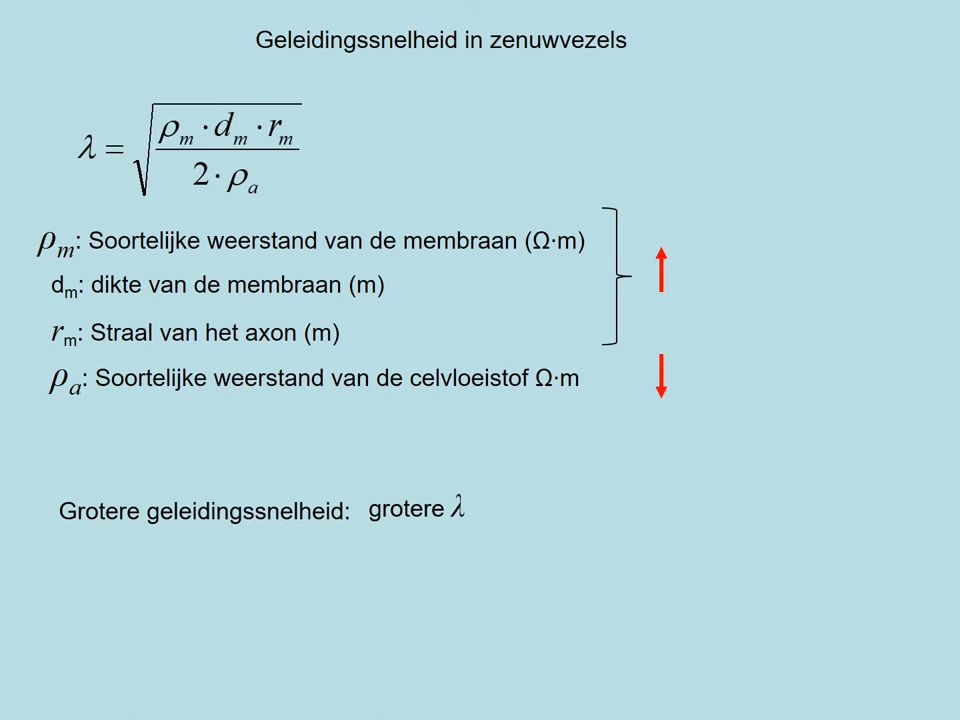 Geleidingssnelheid in zenuwvezels
λ = √(ρm · dm · rm / 2 · ρa)
ρm: Soortelijke weerstand van de membraan (Ω·m)
dm: dikte van de membraan (m)
rm: Straal van het axon (m)
ρa: Soortelijke weerstand van de celvloeistof Ω·m
Grotere geleidingssnelheid: grotere λ